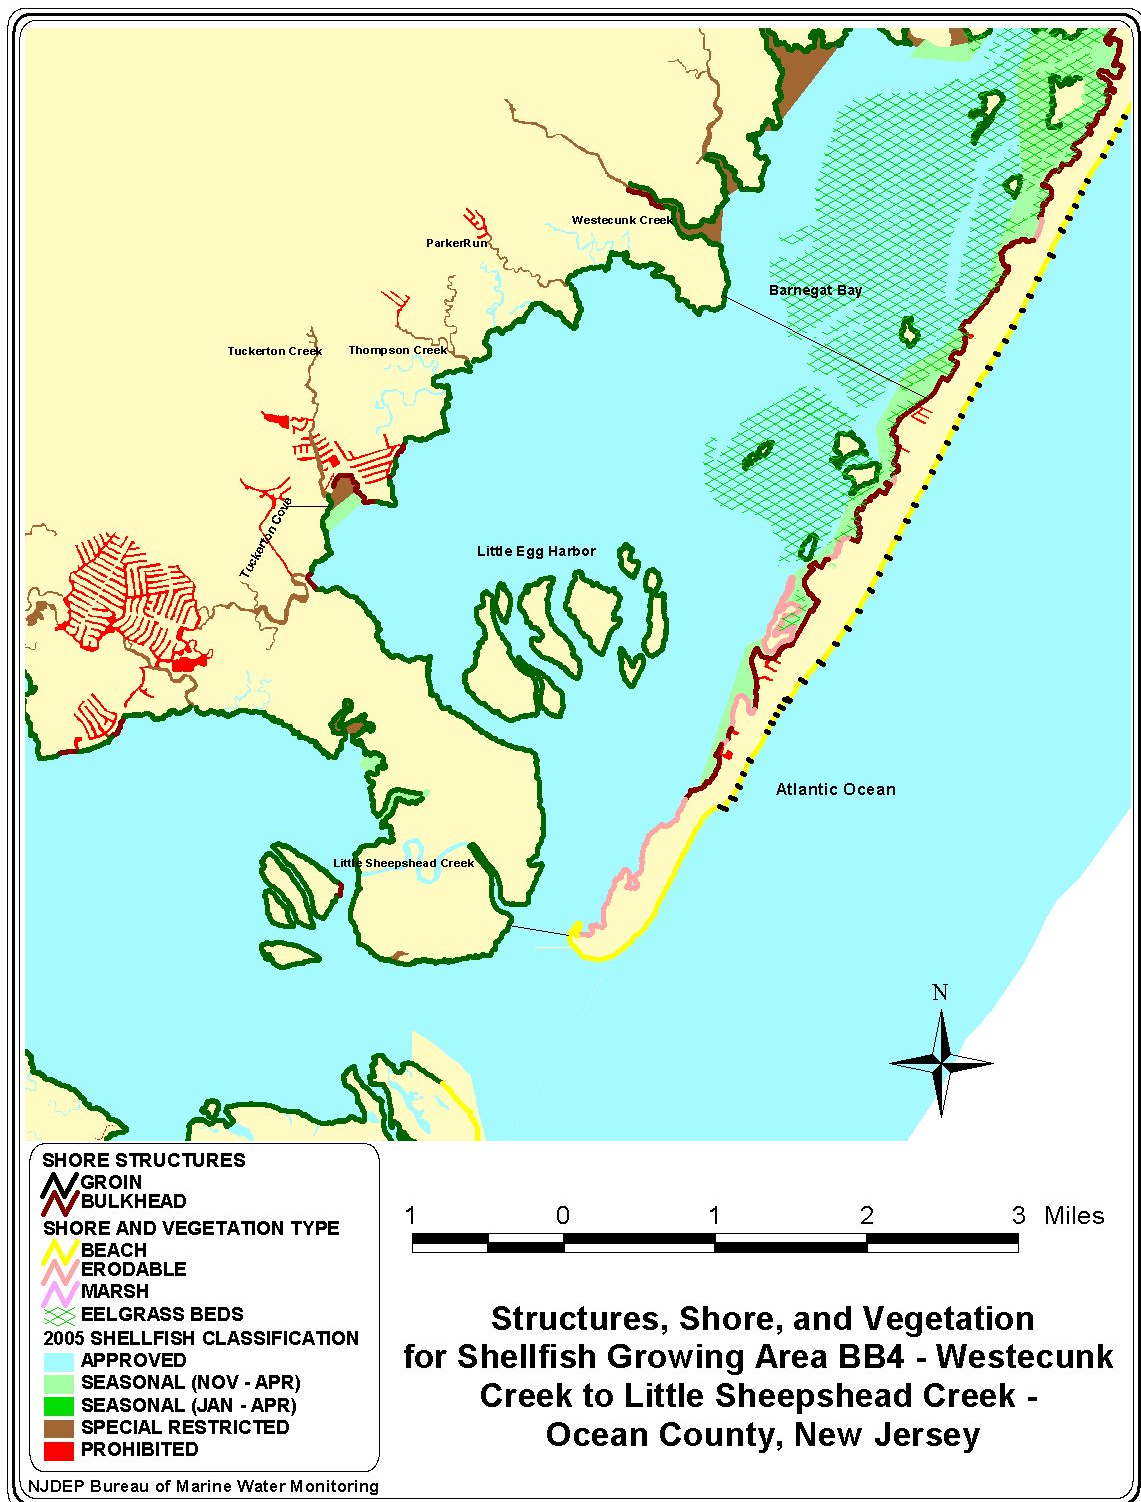 Westecunk Creek
ParkerRun
Barnegat Bay
Tuckerton Creek
Thompson Creek
Tuckerton Cove
Little Egg Harbor
Atlantic Ocean
Little Sheepshead Creek
N
SHORE STRUCTURES
GROIN
BULKHEAD
SHORE AND VEGETATION TYPE
BEACH
ERODABLE
MARSH
EELGRASS BEDS
2005 SHELLFISH CLASSIFICATION
APPROVED
SEASONAL (NOV - APR)
SEASONAL (JAN - APR)
SPECIAL RESTRICTED
PROHIBITED
NJDEP Bureau of Marine Water Monitoring
1 0 1 2 3 Miles
Structures, Shore, and Vegetation
for Shellfish Growing Area BB4 - Westecunk
Creek to Little Sheepshead Creek -
Ocean County, New Jersey